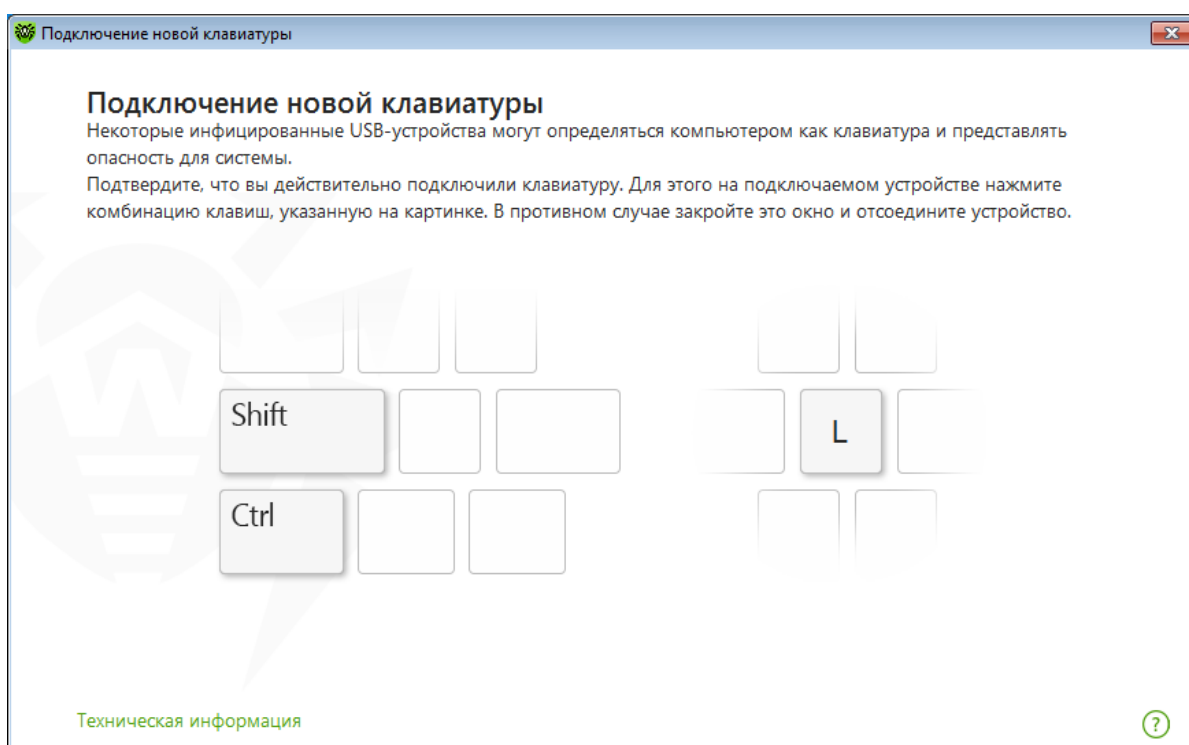 Подключение новой клавиатуры
Подключение новой клавиатуры
Некоторые инфицированные USB-устройства могут определяться компьютером как клавиатура и представлять
опасность для системы.
Подтвердите, что вы действительно подключили клавиатуру. Для этого на подключаемом устройстве нажмите
комбинацию клавиш, указанную на картинке. В противном случае закройте это окно и отсоедините устройство.
Shift
L
Ctrl
Техническая информация
?